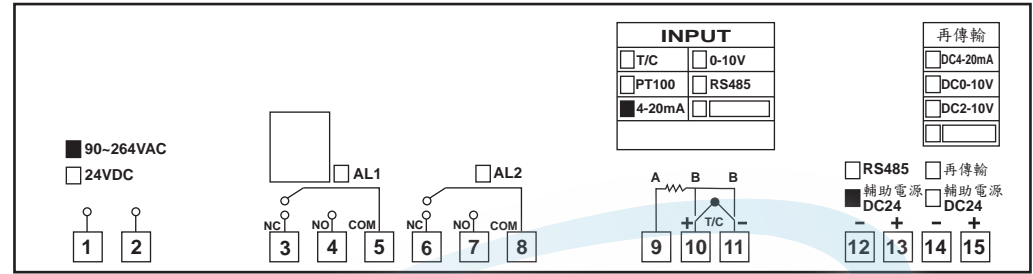 INPUT
T/C 0-10V
PT100 RS485
4-20mA
再傳輸
DC4-20mA
DC0-10V
DC2-10V
90~264VAC
24VDC
AL1
AL2
A B B
+ T/C −
RS485 再傳輸
輔助電源 輔助電源
DC24 DC24
− + − +
NC NO COM NC NO COM
1 2 3 4 5 6 7 8 9 10 11 12 13 14 15